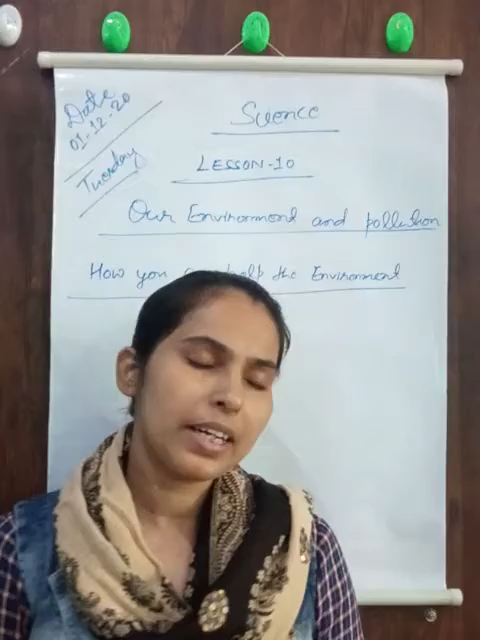 Date
01-12-20
Tuesday
Science
LESSON-10
Our Environment and pollution
How you help the Environment